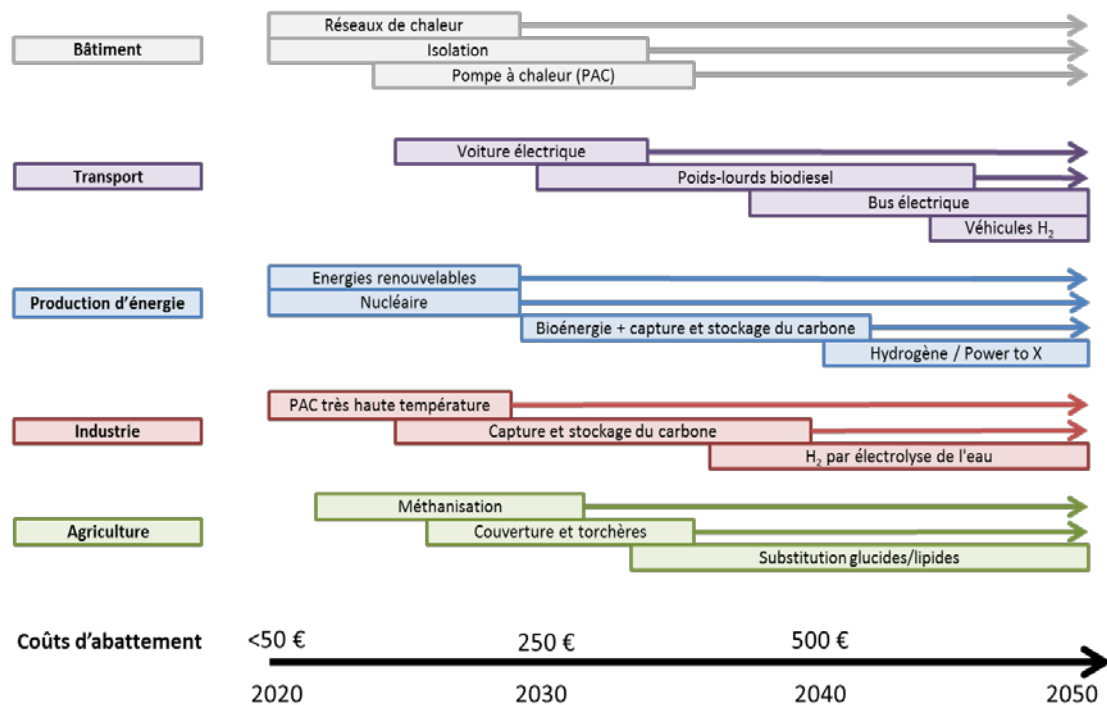 Réseaux de chaleur
Bâtiment
Isolation
Pompe à chaleur (PAC)
Voiture électrique
Transport
Poids-lourds biodiesel
Bus électrique
Véhicules H₂
Energies renouvelables
Production d'énergie
Nucléaire
Bioénergie + capture et stockage du carbone
Hydrogène / Power to X
PAC très haute température
Industrie
Capture et stockage du carbone
H₂ par électrolyse de l'eau
Méthanisation
Agriculture
Couverture et torchères
Substitution glucides/lipides
Coûts d'abattement <50 € 250 € 500 €
2020 2030 2040 2050